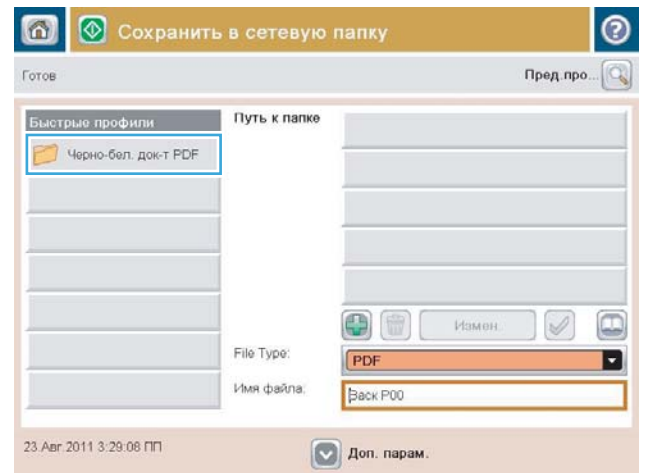 Сохранить в сетевую папку
Готов
Пред.про...
Быстрые профили
Путь к папке
Черно-бел. док-т PDF
Измен.
File Type:
PDF
Имя файла:
Васк P00
23 Авг 2011 3:29:08 ПП
Доп. парам.